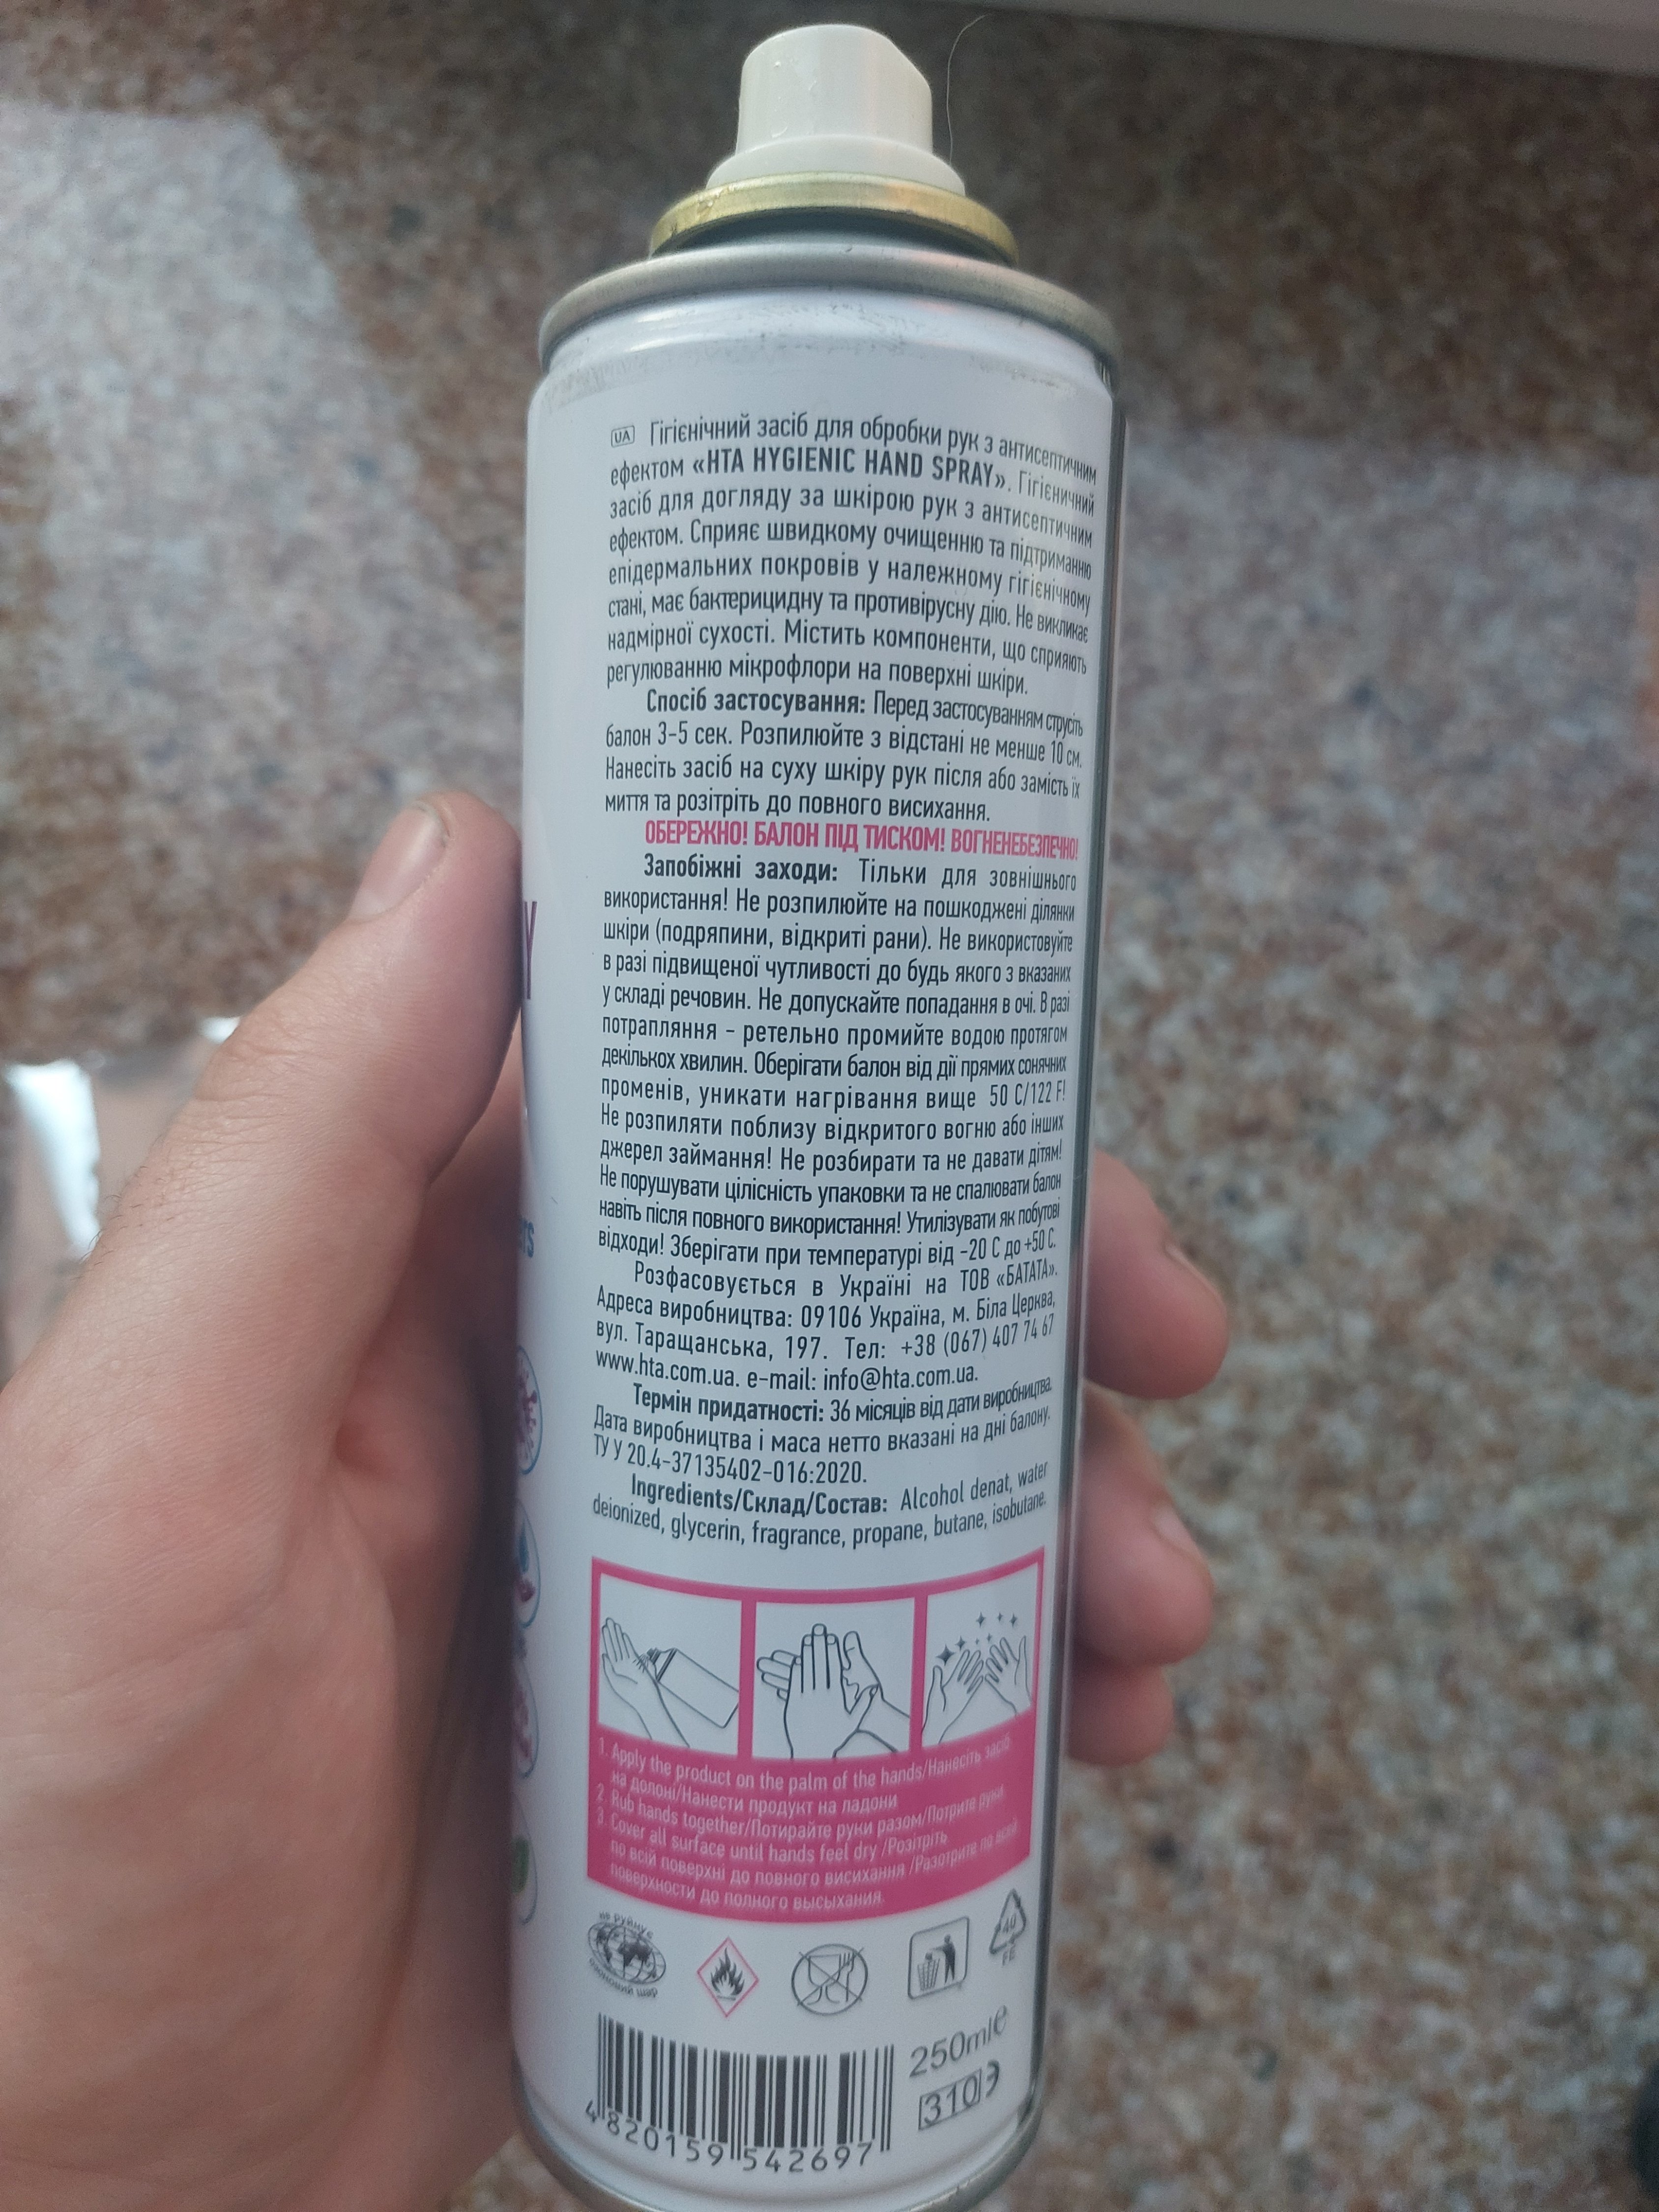 UA Гігієнічний засіб для обробки рук з антисептичним
ефектом «HTA HYGIENIC HAND SPRAY». Гігієничний
засіб для догляду за шкірою рук з антисептичним
ефектом. Сприяє швидкому очищенню та підтриманню
епідермальних покровів у належному гігієнічному
стані, має бактерицидну та противірусну дію. Не викликає
надмірної сухості. Містить компоненти, що сприяють
регулюванню мікрофлори на поверхні шкіри.
Спосіб застосування: Перед застосуванням струсіть
балон 3-5 сек. Розпилюйте з відстані не менше 10 см.
Нанесіть засіб на суху шкіру рук після або замість їх
миття та розітріть до повного висихання.
ОБЕРЕЖНО! БАЛОН ПІД ТИСКОМ! ВОГНЕНЕБЕЗПЕЧНО!
Запобіжні заходи: Тільки для зовнішнього
використання! Не розпилюйте на пошкоджені ділянки
шкіри (подряпини, відкриті рани). Не використовуйте
в разі підвищеної чутливості до будь якого з вказаних
у складі речовин. Не допускайте попадання в очі. В разі
потрапляння - ретельно промийте водою протягом
декількох хвилин. Оберігати балон від дії прямих сонячних
променів, уникати нагрівання вище 50 С/122 F!
Не розпиляти поблизу відкритого вогню або інших
джерел займання! Не розбирати та не давати дітям!
Не порушувати цілісність упаковки та не спалювати балон
навіть після повного використання! Утилізувати як побутові
відходи! Зберігати при температурі від -20 С до +50 С.
Розфасовується в Україні на ТОВ «БАТАТА».
Адреса виробництва: 09106 Україна, м. Біла Церква,
вул. Таращанська, 197. Тел: +38 (067) 407 74 67
www.hta.com.ua. e-mail: info@hta.com.ua.
Термін придатності: 36 місяців від дати виробництва.
Дата виробництва і маса нетто вказані на дні балону.
ТУ У 20.4-37135402-016:2020.
Ingredients/Склад/Состав: Alcohol denat, water
deionized, glycerin, fragrance, propane, butane, isobutane.
1. Apply the product on the palm of the hands/Нанесіть засіб
на долоні/Нанести продукт на ладони
2. Rub hands together/Потирайте руки разом/Потрите руки
3. Cover all surface until hands feel dry /Розітріть
по всій поверхні до повного висихання /Разотрите по всей
поверхности до полного высыхания.
не руйнує
озоновий шар
40
FE
250ml e
310
4 820159 542697